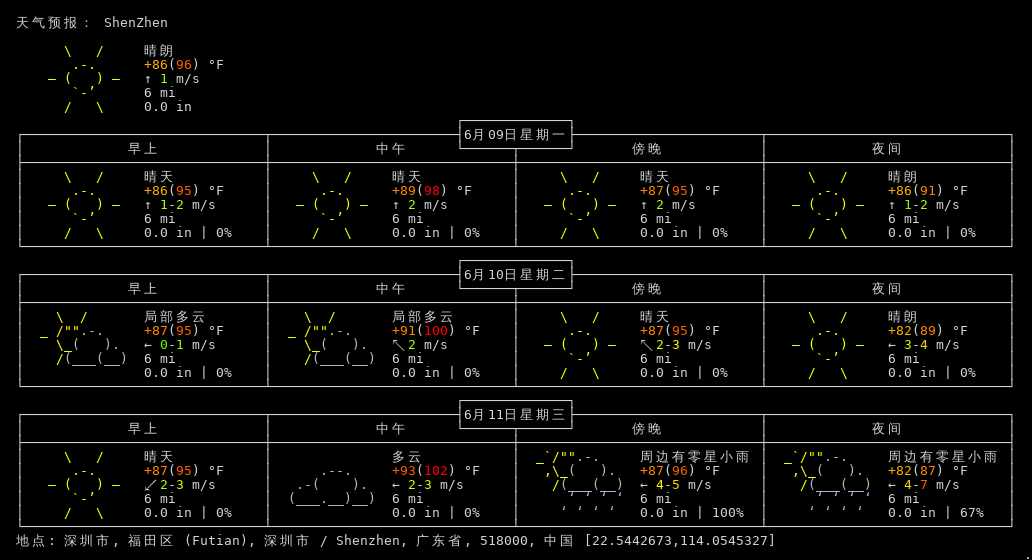 天气预报： ShenZhen
晴朗
+86(96) °F
↑ 1 m/s
6 mi
0.0 in
6月09日星期一
早上 中午 傍晚 夜间
晴天 晴天 晴天 晴朗
+86(95) °F +89(98) °F +87(95) °F +86(91) °F
↑ 1-2 m/s ↑ 2 m/s ↑ 2 m/s ↑ 1-2 m/s
6 mi 6 mi 6 mi 6 mi
0.0 in | 0% 0.0 in | 0% 0.0 in | 0% 0.0 in | 0%
6月10日星期二
早上 中午 傍晚 夜间
局部多云 局部多云 晴天 晴朗
+87(95) °F +91(100) °F +87(95) °F +82(89) °F
← 0-1 m/s ↖ 2 m/s ↖ 2-3 m/s ← 3-4 m/s
6 mi 6 mi 6 mi 6 mi
0.0 in | 0% 0.0 in | 0% 0.0 in | 0% 0.0 in | 0%
6月11日星期三
早上 中午 傍晚 夜间
晴天 多云 周边有零星小雨 周边有零星小雨
+87(95) °F +93(102) °F +87(96) °F +82(87) °F
↙ 2-3 m/s ← 2-3 m/s ← 4-5 m/s ← 4-7 m/s
6 mi 6 mi 6 mi 6 mi
0.0 in | 0% 0.0 in | 0% 0.0 in | 100% 0.0 in | 67%
地点: 深圳市, 福田区 (Futian), 深圳市 / Shenzhen, 广东省, 518000, 中国 [22.5442673,114.0545327]